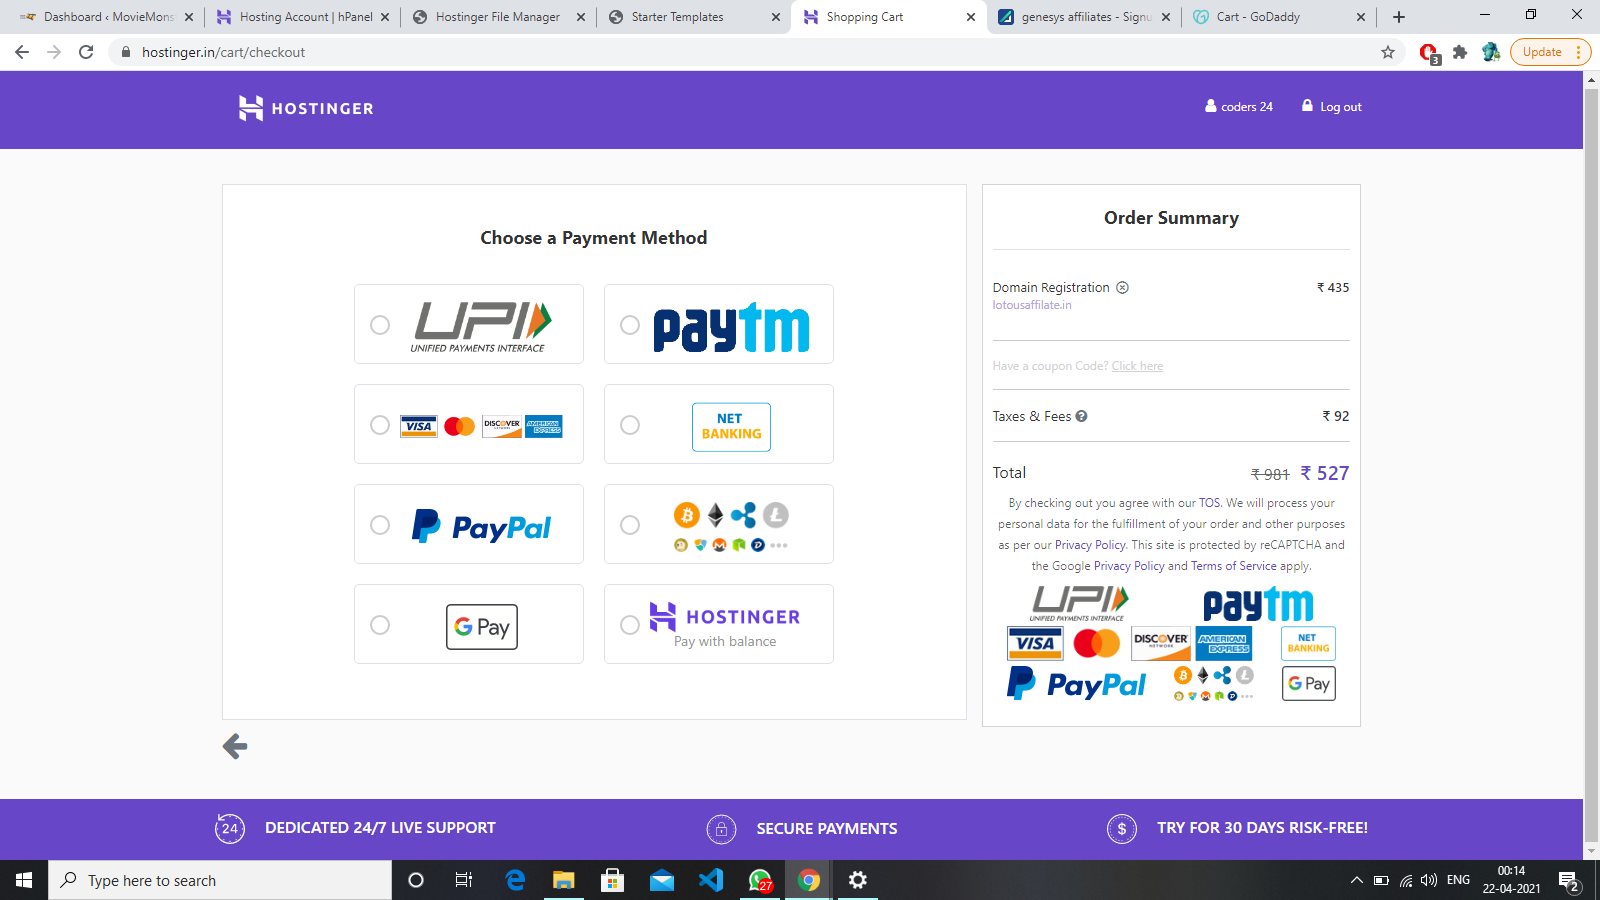 Dashboard ‹ MovieMons
Hosting Account | hPanel
Hostinger File Manager
Starter Templates
Shopping Cart
genesys affiliates - Signu
Cart - GoDaddy
hostinger.in/cart/checkout
3
Update
HOSTINGER
coders 24
Log out
Choose a Payment Method
UPI
UNIFIED PAYMENTS INTERFACE
paytm
VISA
DISCOVER
NETWORK
AMERICAN
EXPRESS
NET
BANKING
PayPal
G Pay
HOSTINGER
Pay with balance
Order Summary
Domain Registration ₹ 435
lotousaffilate.in
Have a coupon Code? Click here
Taxes & Fees ₹ 92
Total ₹ 981 ₹ 527
By checking out you agree with our TOS. We will process your
personal data for the fulfillment of your order and other purposes
as per our Privacy Policy. This site is protected by reCAPTCHA and
the Google Privacy Policy and Terms of Service apply.
UPI
UNIFIED PAYMENTS INTERFACE
paytm
VISA
DISCOVER
NETWORK
AMERICAN
EXPRESS
NET
BANKING
PayPal
G Pay
24
DEDICATED 24/7 LIVE SUPPORT
SECURE PAYMENTS
$
TRY FOR 30 DAYS RISK-FREE!
Type here to search
27
ENG
00:14
22-04-2021
2